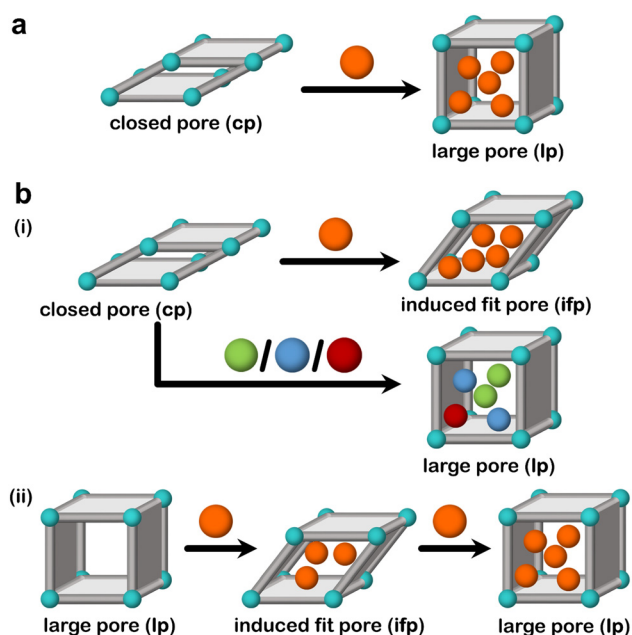 a
closed pore (cp)
large pore (lp)
b
(i)
closed pore (cp)
induced fit pore (ifp)
/ /
large pore (lp)
(ii)
large pore (lp) induced fit pore (ifp) large pore (lp)